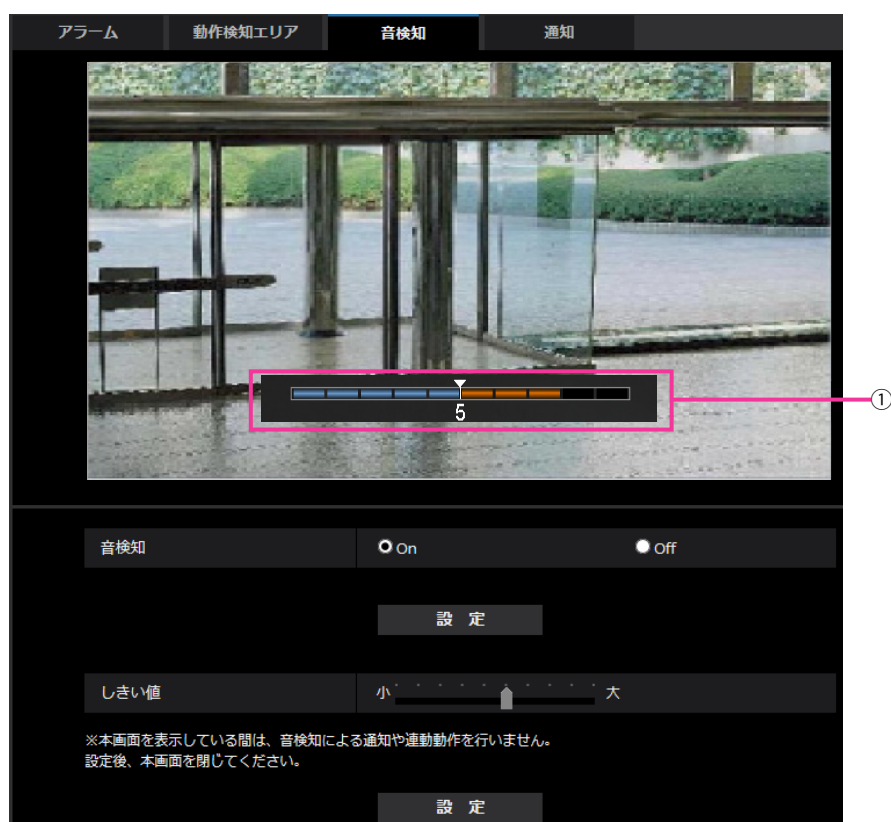 アラーム 動作検知エリア 音検知 通知
5
①
音検知 On Off
設 定
しきい値 小 大
※本画面を表示している間は、音検知による通知や連動動作を行いません。
設定後、本画面を閉じてください。
設 定